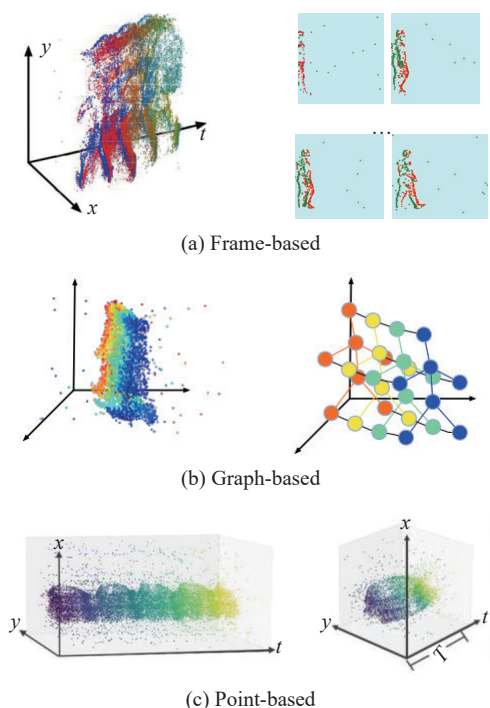 y
t
x
...
(a) Frame-based
(b) Graph-based
x
y
t
x
y
t
T
(c) Point-based